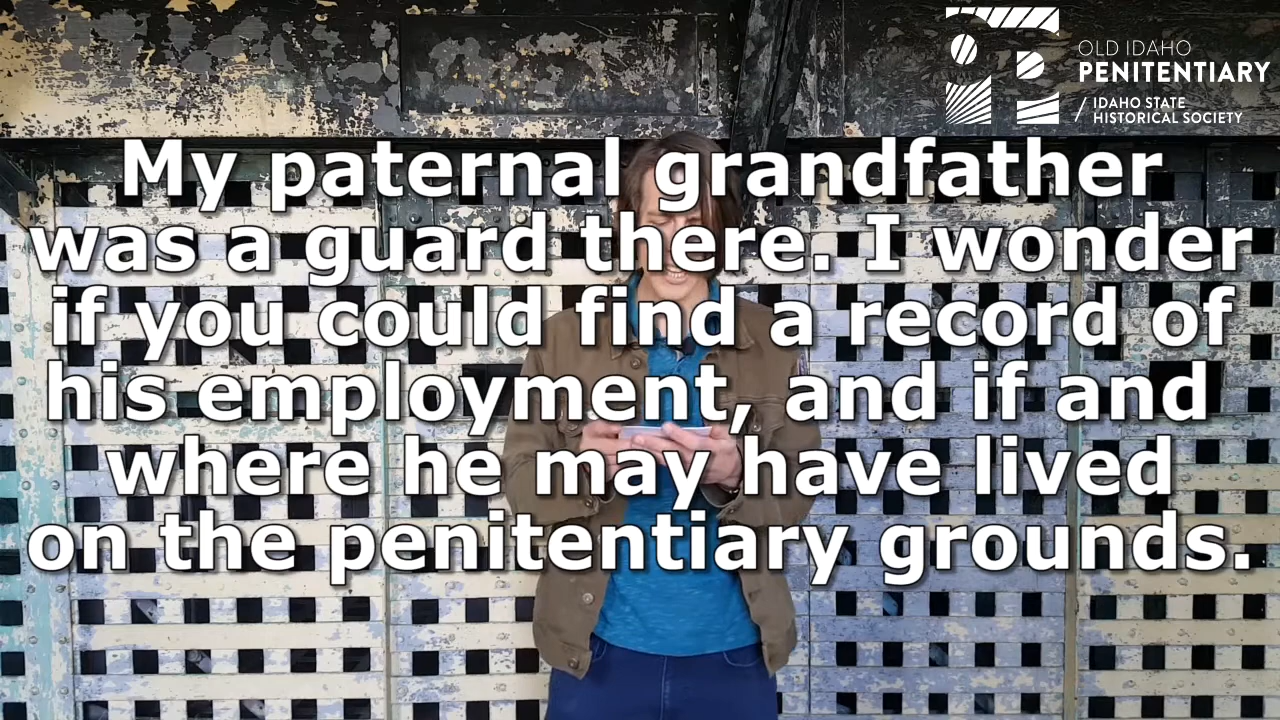 OLD IDAHO
PENITENTIARY
/ IDAHO STATE
HISTORICAL SOCIETY
My paternal grandfather
was a guard there. I wonder
if you could find a record of
his employment, and if and
where he may have lived
on the penitentiary grounds.